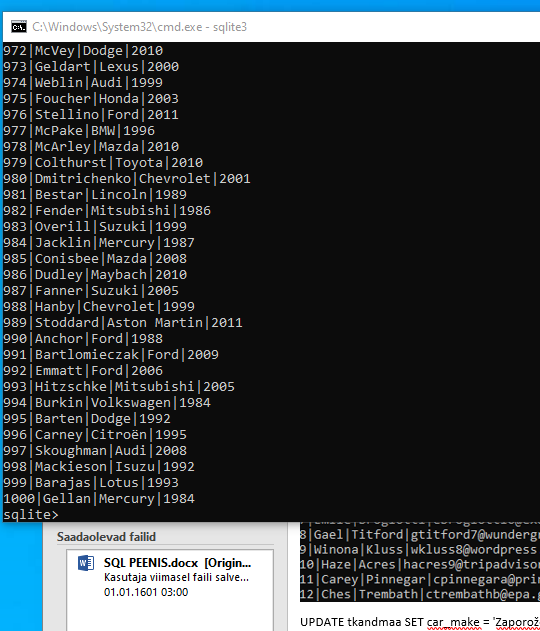 C:\Windows\System32\cmd.exe - sqlite3
972|McVey|Dodge|2010
973|Geldart|Lexus|2000
974|Weblin|Audi|1999
975|Foucher|Honda|2003
976|Stellino|Ford|2011
977|McPake|BMW|1996
978|McArley|Mazda|2010
979|Colthurst|Toyota|2010
980|Dmitrichenko|Chevrolet|2001
981|Bestar|Lincoln|1989
982|Fender|Mitsubishi|1986
983|Overill|Suzuki|1999
984|Jacklin|Mercury|1987
985|Conisbee|Mazda|2008
986|Dudley|Maybach|2010
987|Fanner|Suzuki|2005
988|Hanby|Chevrolet|1999
989|Stoddard|Aston Martin|2011
990|Anchor|Ford|1988
991|Bartlomieczak|Ford|2009
992|Emmatt|Ford|2006
993|Hitzschke|Mitsubishi|2005
994|Burkin|Volkswagen|1984
995|Barten|Dodge|1992
996|Carney|Citroën|1995
997|Skoughman|Audi|2008
998|Mackieson|Isuzu|1992
999|Barajas|Lotus|1993
1000|Gellan|Mercury|1984
sqlite>
Saadaolevad failid
SQL PEENIS.docx [Origin...
Kasutaja viimasel faili salve...
01.01.1601 03:00
8|Gael|Titford|gtitford7@wundergr
9|Winona|Kluss|wkluss8@wordpress
10|Haze|Acres|hacres9@tripadvisor
11|Carey|Pinnegar|cpinnegara@prin
12|Ches|Trembath|ctrembathb@epa.g
UPDATE tkandmaa SET car_make = 'Zaporož